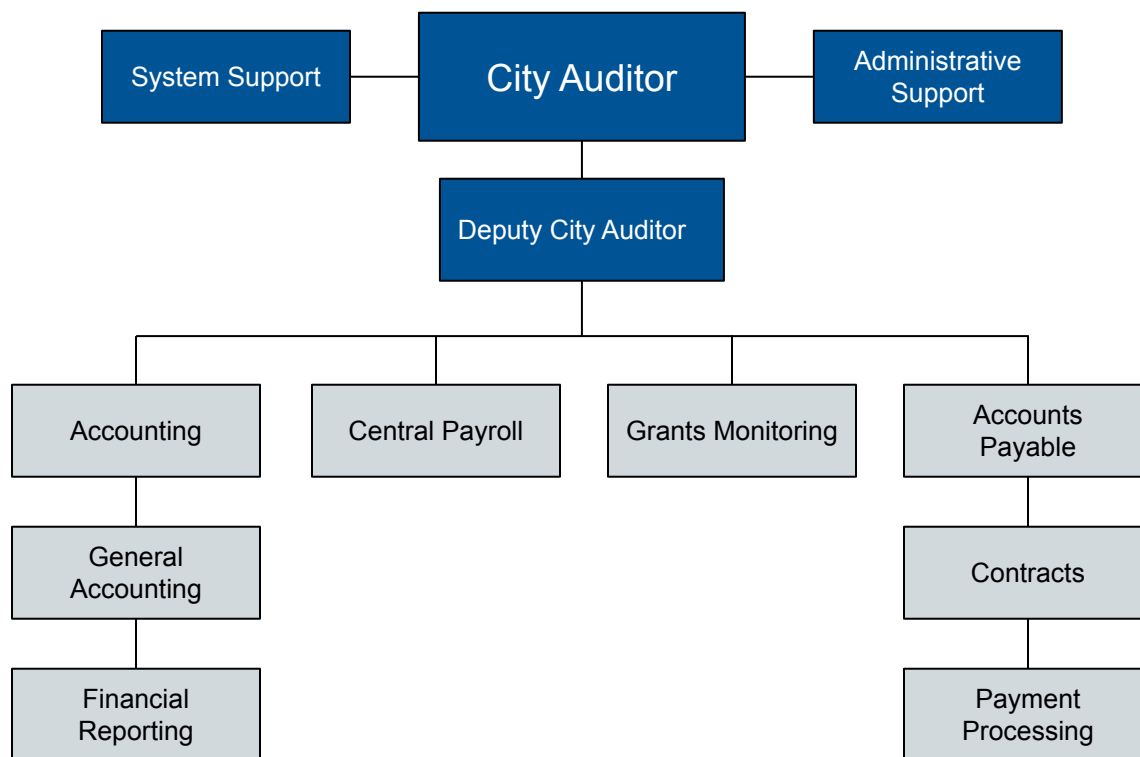 System Support
City Auditor
Administrative
Support
Deputy City Auditor
Accounting
Central Payroll
Grants Monitoring
Accounts
Payable
General
Accounting
Contracts
Financial
Reporting
Payment
Processing